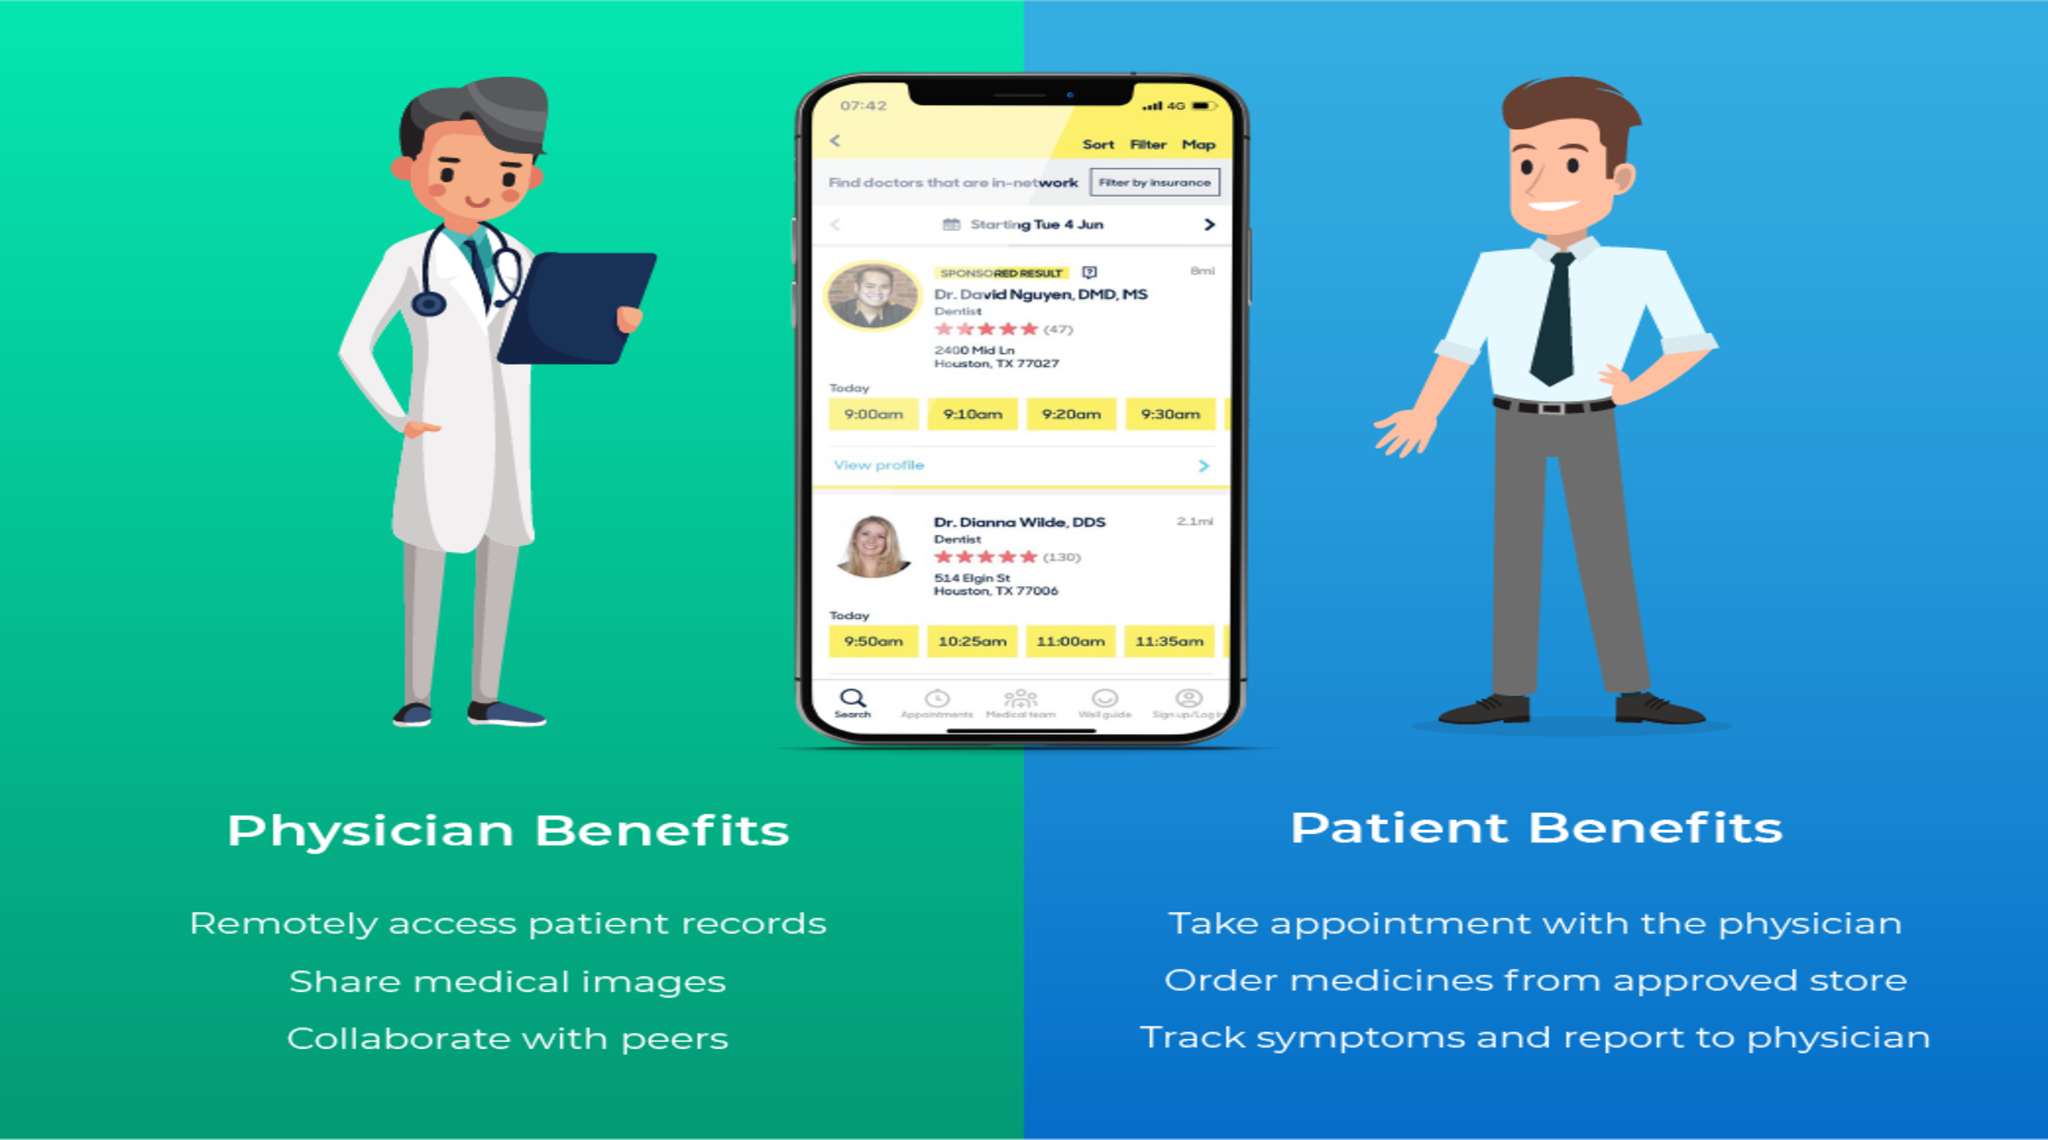 07:42
4G
Sort Filter Map
Find doctors that are in-network Filter by insurance
Starting Tue 4 Jun
SPONSORED RESULT 8mi
Dr. David Nguyen, DMD, MS
Dentist
(47)
2400 Mid Ln
Houston, TX 77027
Today
9:00am 9:10am 9:20am 9:30am
View profile
Dr. Dianna Wilde, DDS 2.1mi
Dentist
(130)
514 Elgin St
Houston, TX 77006
Today
9:50am 10:25am 11:00am 11:35am
Search Appointments Medical team Well guide Sign up/Log in
Physician Benefits
Remotely access patient records
Share medical images
Collaborate with peers
Patient Benefits
Take appointment with the physician
Order medicines from approved store
Track symptoms and report to physician